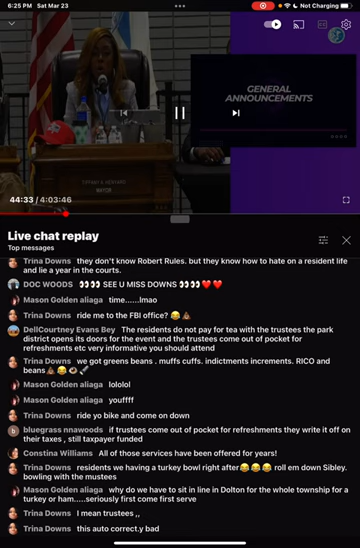 6:25 PM Sat Mar 23
Not Charging
GENERAL
ANNOUNCEMENTS
TIFFANY A. HENYARD
MAYOR
44:33 / 4:03:46
Live chat replay
Top messages
Trina Downs they don't know Robert Rules. but they know how to hate on a resident life
and lie a year in the courts.
DOC WOODS 👀👀 SEE U MISS DOWNS 👀👀❤️❤️
Mason Golden aliaga time......lmao
Trina Downs ride me to the FBI office? 😂💩
DellCourtney Evans Bey The residents do not pay for tea with the trustees the park
district opens its doors for the event and the trustees come out of pocket for
refreshments etc very informative you should attend
Trina Downs we got greens beans . muffs cuffs. indictments increments. RICO and
beans
Mason Golden aliaga lololol
Mason Golden aliaga youffff
Trina Downs ride yo bike and come on down
b bluegrass nnawoods if trustees come out of pocket for refreshments they write it off on
their taxes , still taxpayer funded
Constina Williams All of those services have been offered for years!
Trina Downs residents we having a turkey bowl right after😂😂😂 roll em down Sibley.
bowling with the mustees
Mason Golden aliaga why do we have to sit in line in Dolton for the whole township for a
turkey or ham.....seriously first come first serve
Trina Downs I mean trustees ,,
Trina Downs this auto correct.y bad